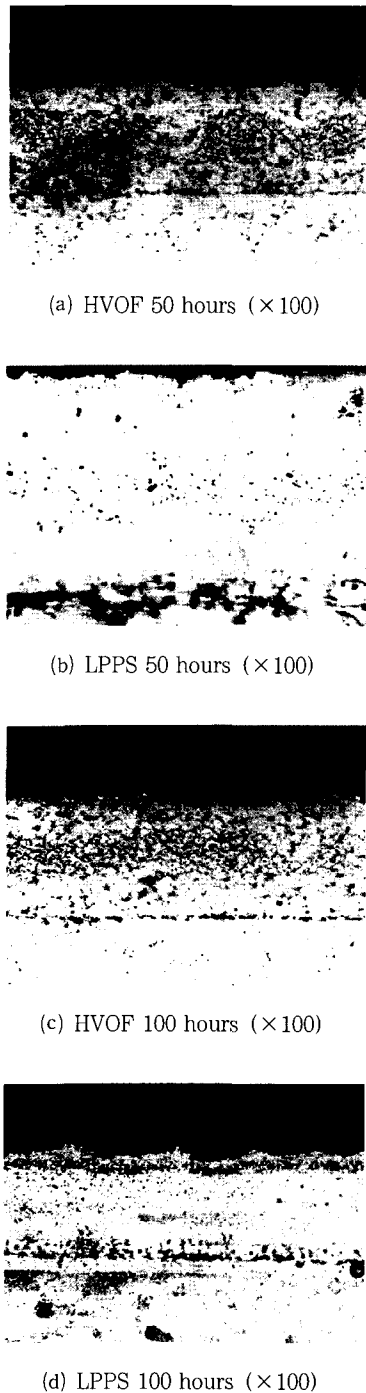 (a) HVOF 50 hours (×100)
(b) LPPS 50 hours (×100)
(c) HVOF 100 hours (×100)
(d) LPPS 100 hours (×100)